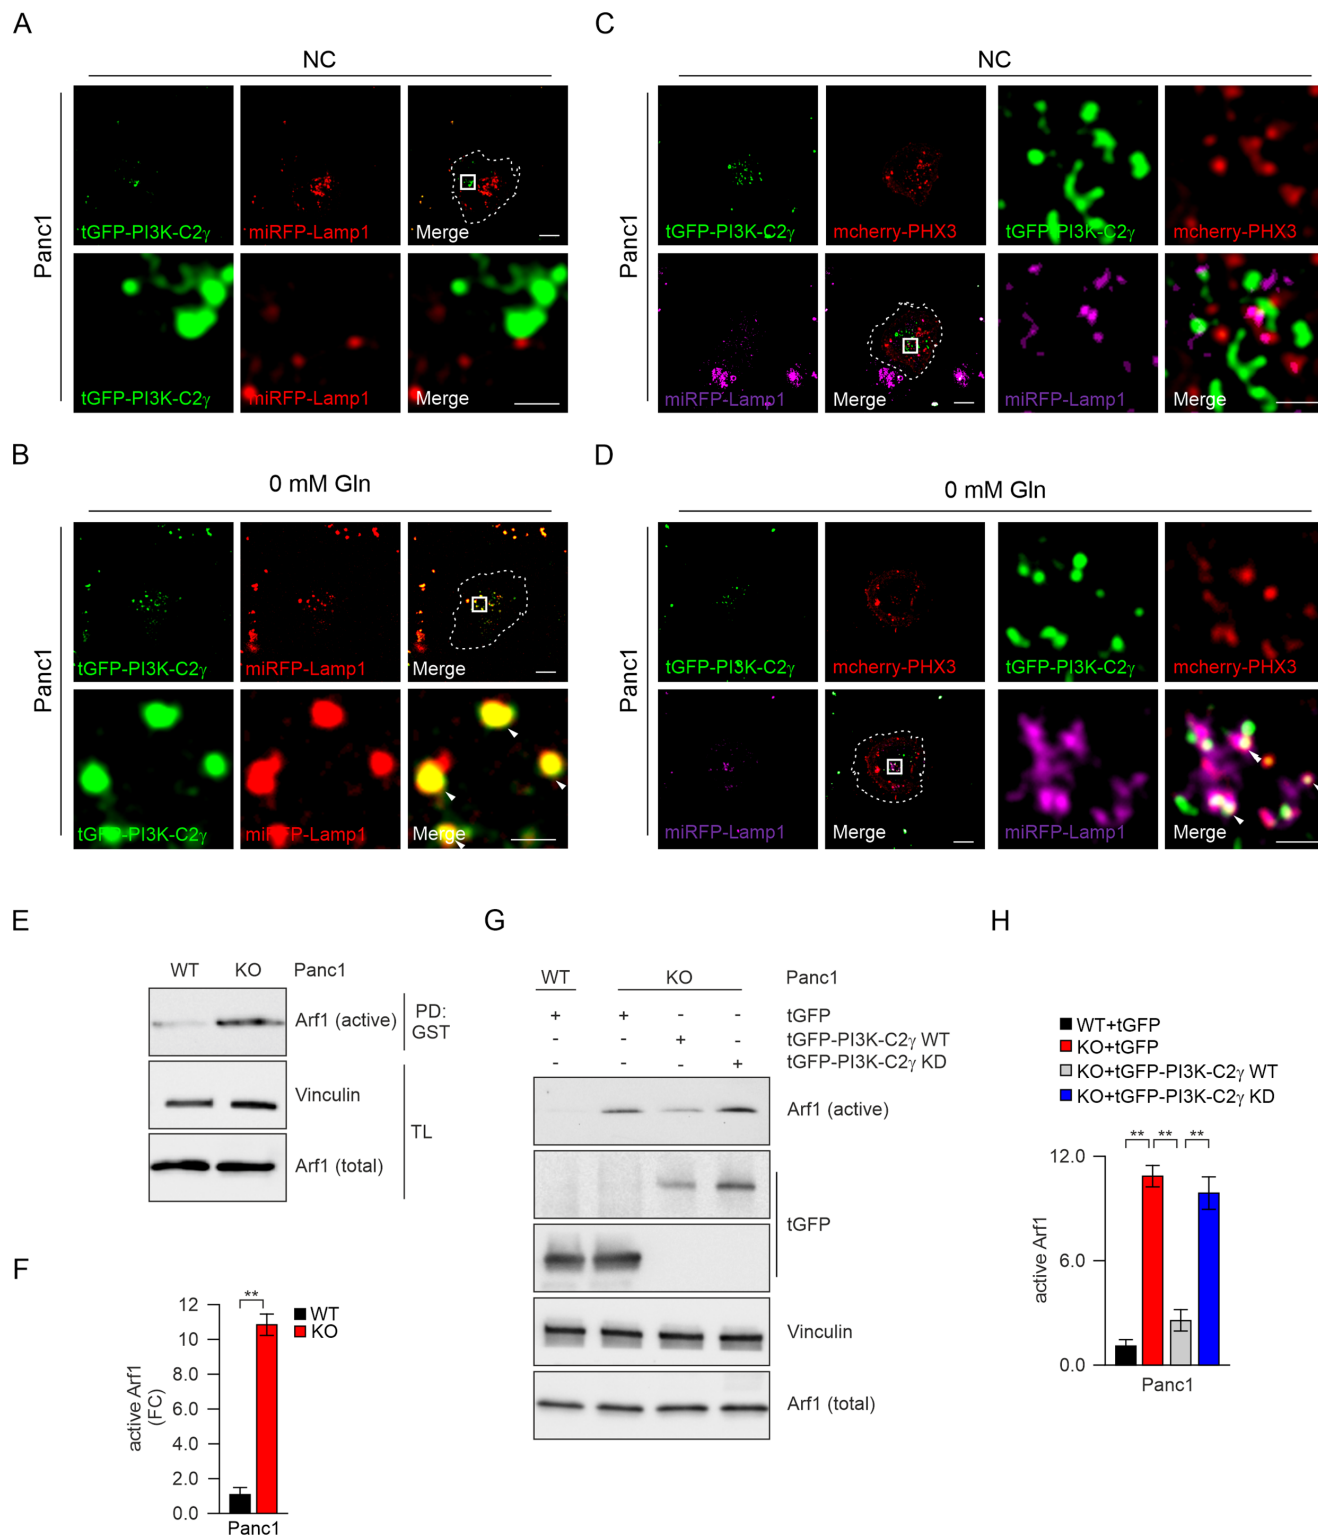 A
NC
Panc1
tGFP-PI3K-C2γ
miRFP-Lamp1
Merge
tGFP-PI3K-C2γ
miRFP-Lamp1
Merge
B
0 mM Gln
Panc1
tGFP-PI3K-C2γ
miRFP-Lamp1
Merge
tGFP-PI3K-C2γ
miRFP-Lamp1
Merge
C
NC
Panc1
tGFP-PI3K-C2γ
mcherry-PHX3
tGFP-PI3K-C2γ
mcherry-PHX3
miRFP-Lamp1
Merge
miRFP-Lamp1
Merge
D
0 mM Gln
Panc1
tGFP-PI3K-C2γ
mcherry-PHX3
tGFP-PI3K-C2γ
mcherry-PHX3
miRFP-Lamp1
Merge
miRFP-Lamp1
Merge
E
WT KO Panc1
Arf1 (active)
PD:
GST
Vinculin
TL
Arf1 (total)
F
**
WT
KO
active Arf1
(FC)
12
10.0
8.0
6.0
4.0
2.0
0.0
Panc1
G
WT KO Panc1
+ + - - tGFP
- - + - tGFP-PI3K-C2γ WT
- - - + tGFP-PI3K-C2γ KD
Arf1 (active)
tGFP
Vinculin
Arf1 (total)
H
WT+tGFP
KO+tGFP
KO+tGFP-PI3K-C2γ WT
KO+tGFP-PI3K-C2γ KD
** ** **
active Arf1
12.0
6.0
0.0
Panc1